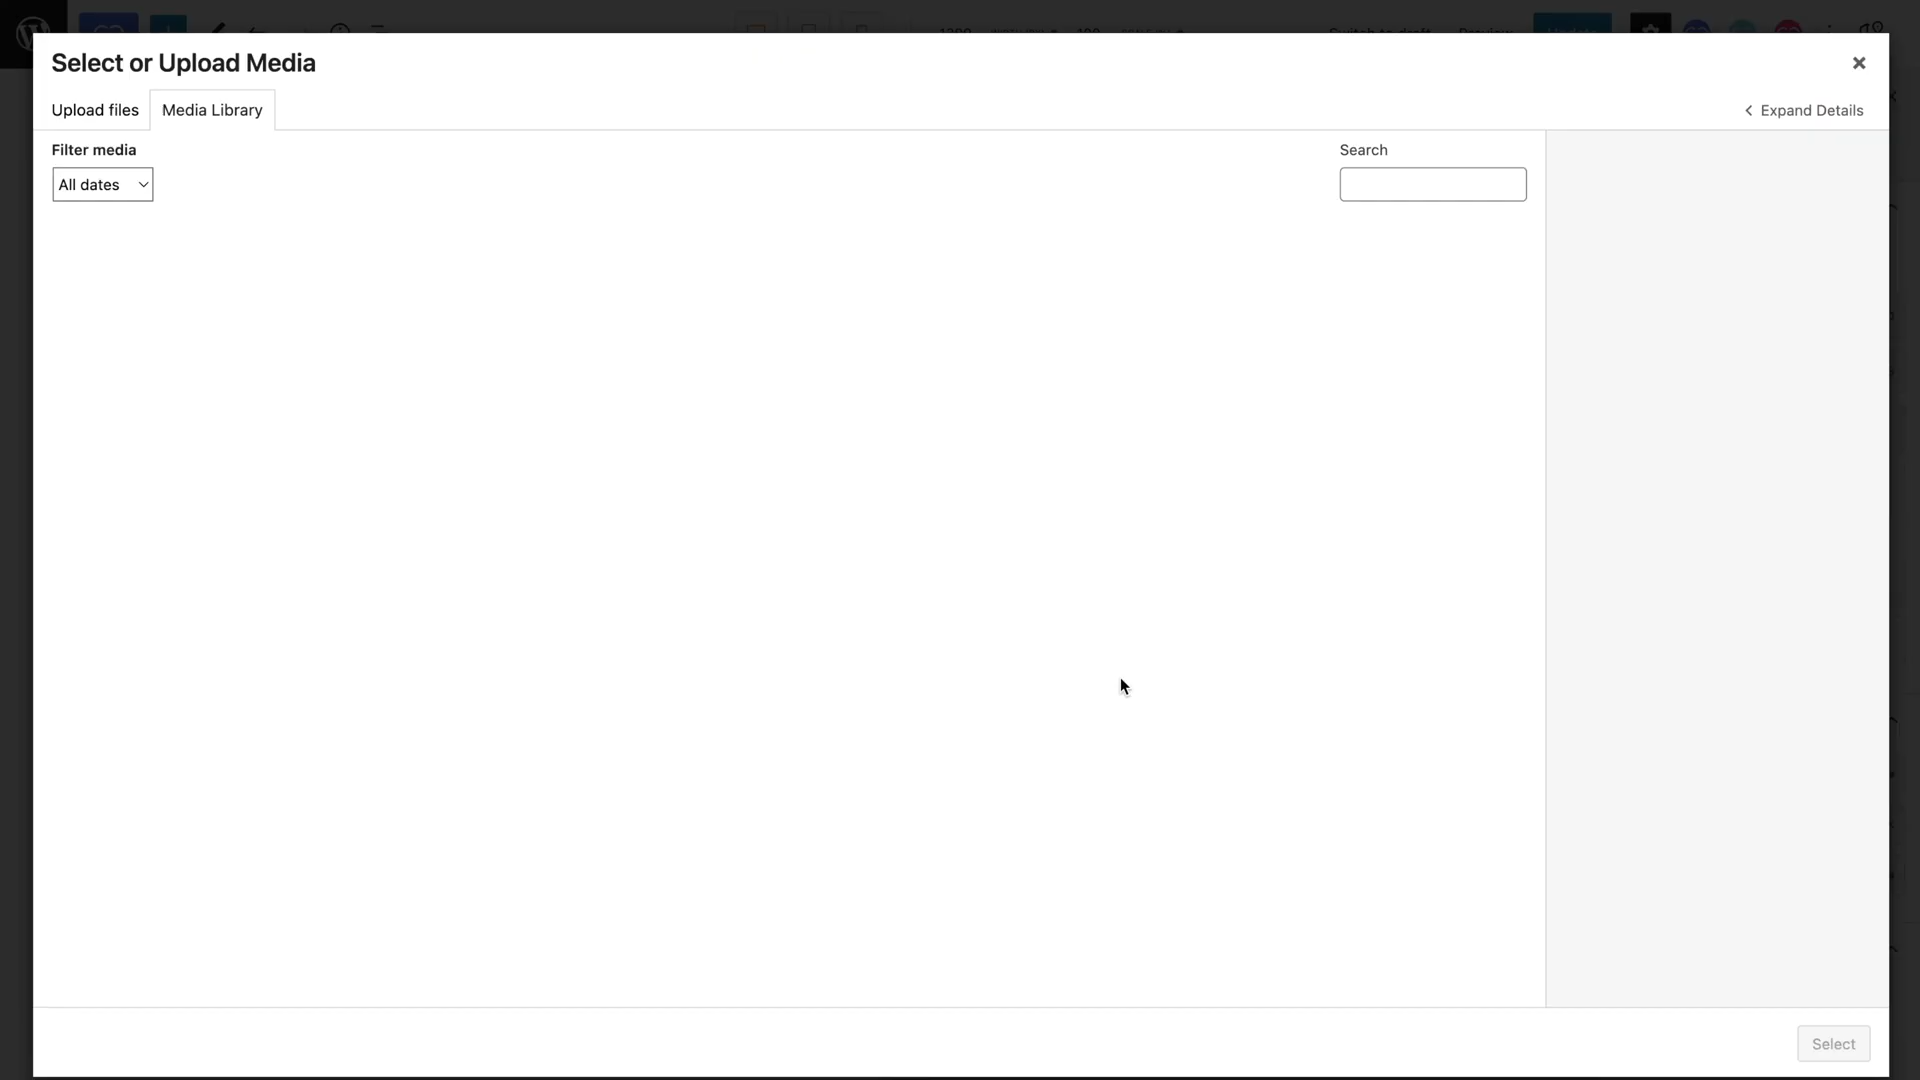 Select or Upload Media
Upload files
Media Library
Expand Details
Filter media
Search
All dates
Select